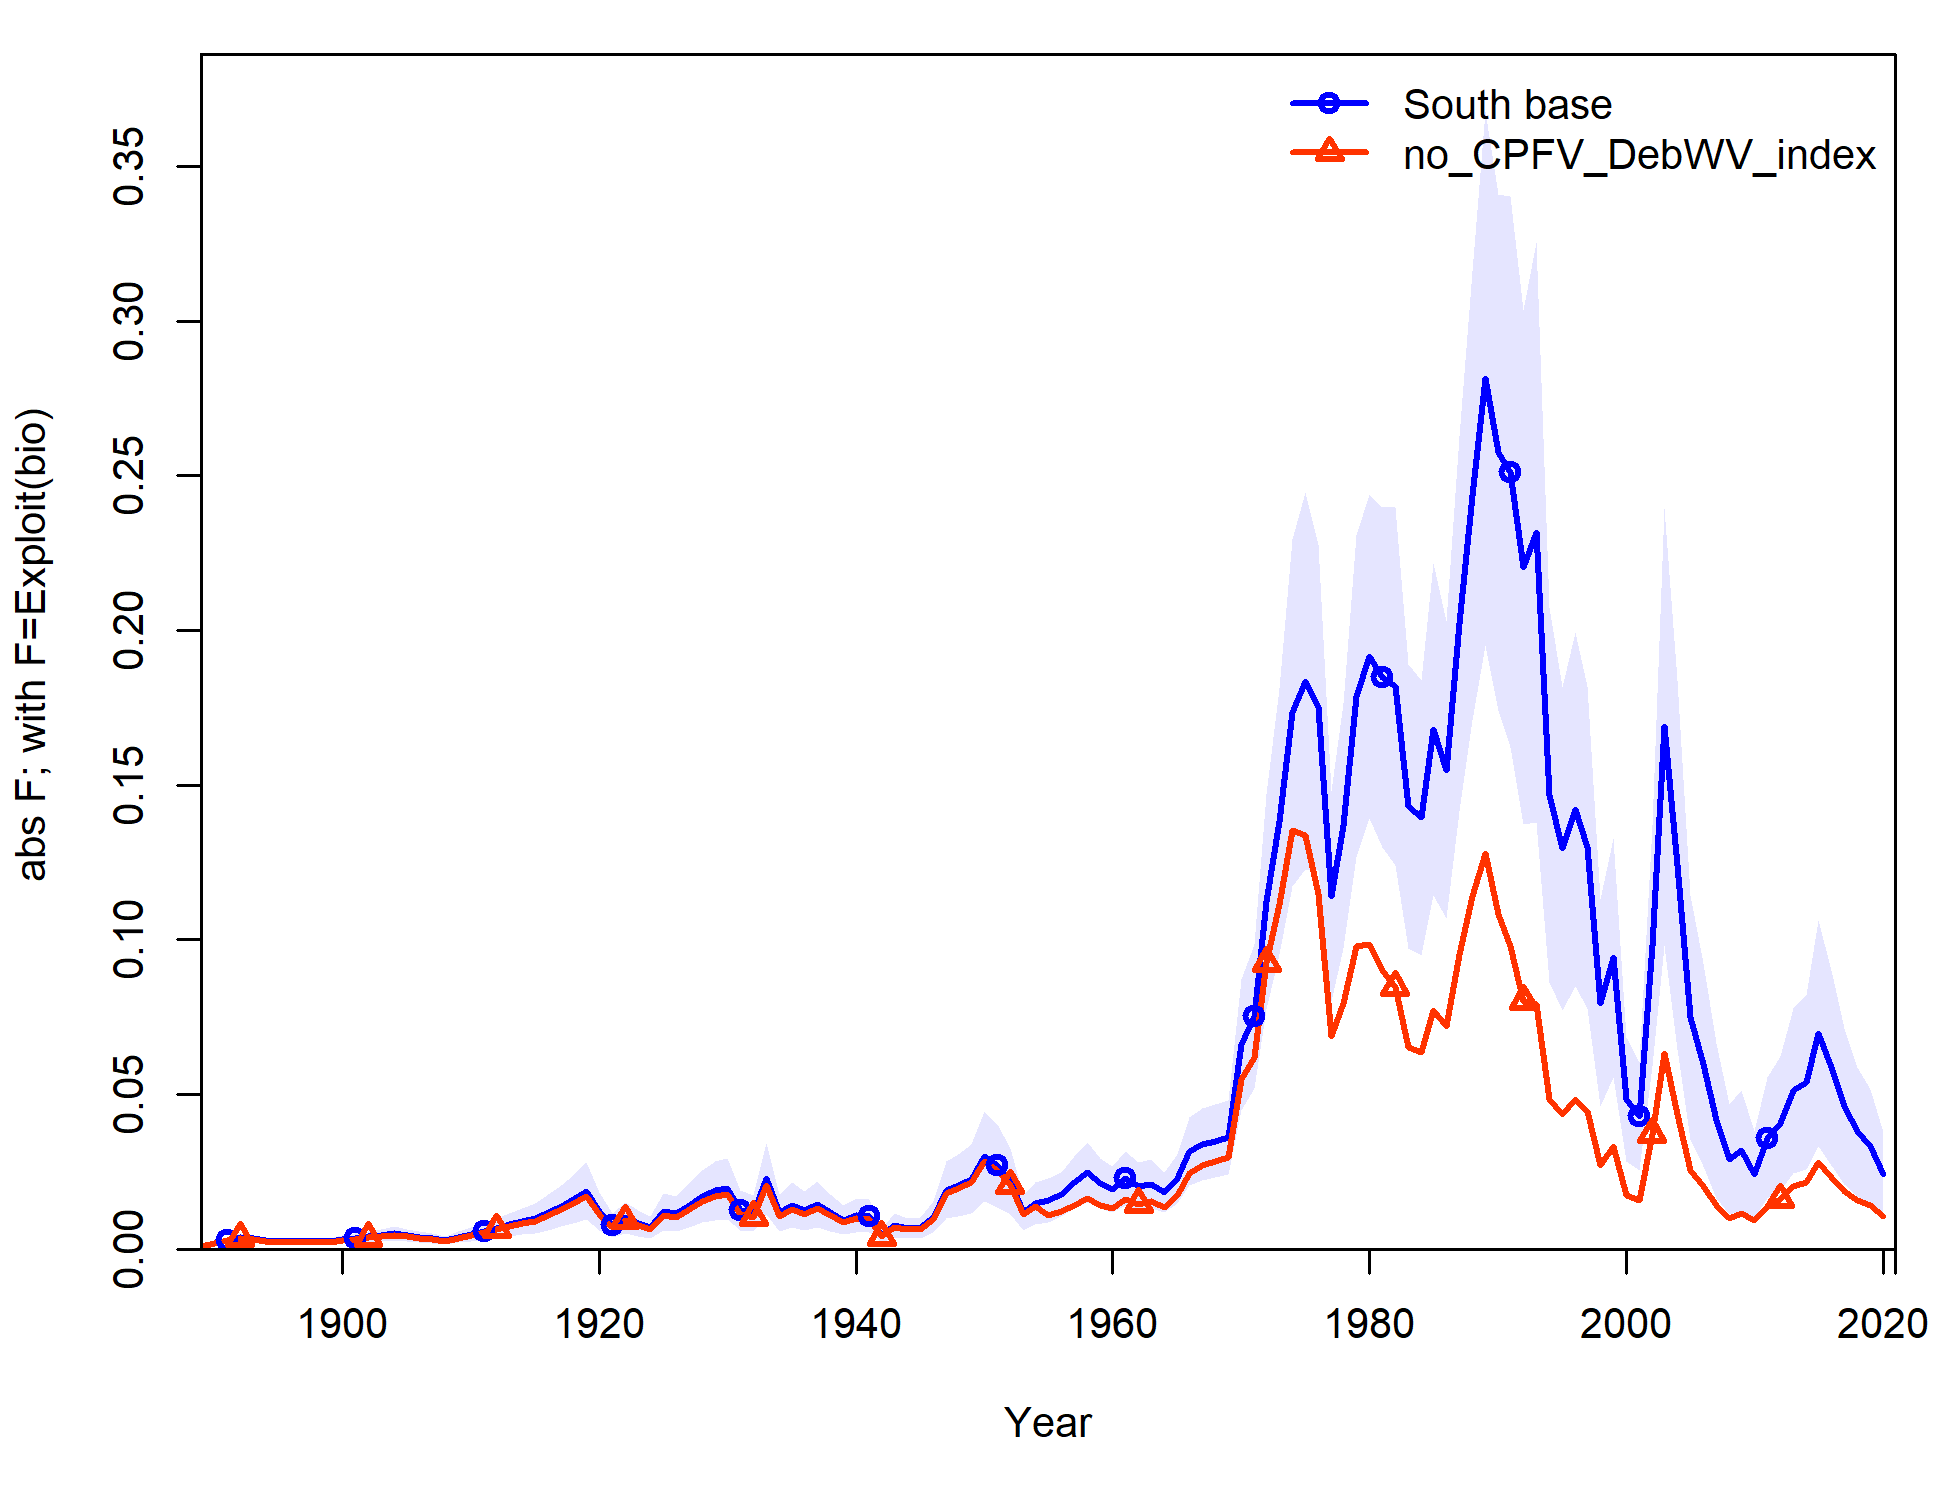 South base
no_CPFV_DebWV_index
abs F; with F=Exploit(bio)
0.35
0.30
0.25
0.20
0.15
0.10
0.05
0.00
1900 1920 1940 1960 1980 2000 2020
Year